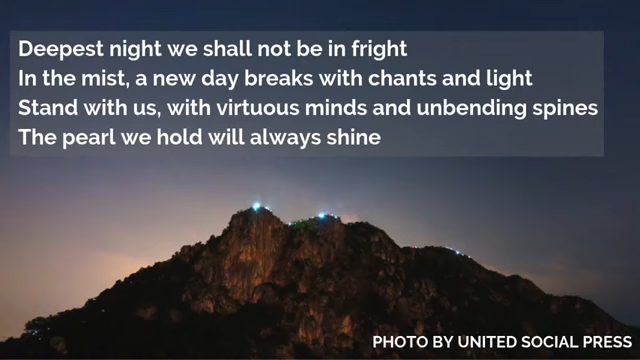 Deepest night we shall not be in fright
In the mist, a new day breaks with chants and light
Stand with us, with virtuous minds and unbending spines
The pearl we hold will always shine
PHOTO BY UNITED SOCIAL PRESS